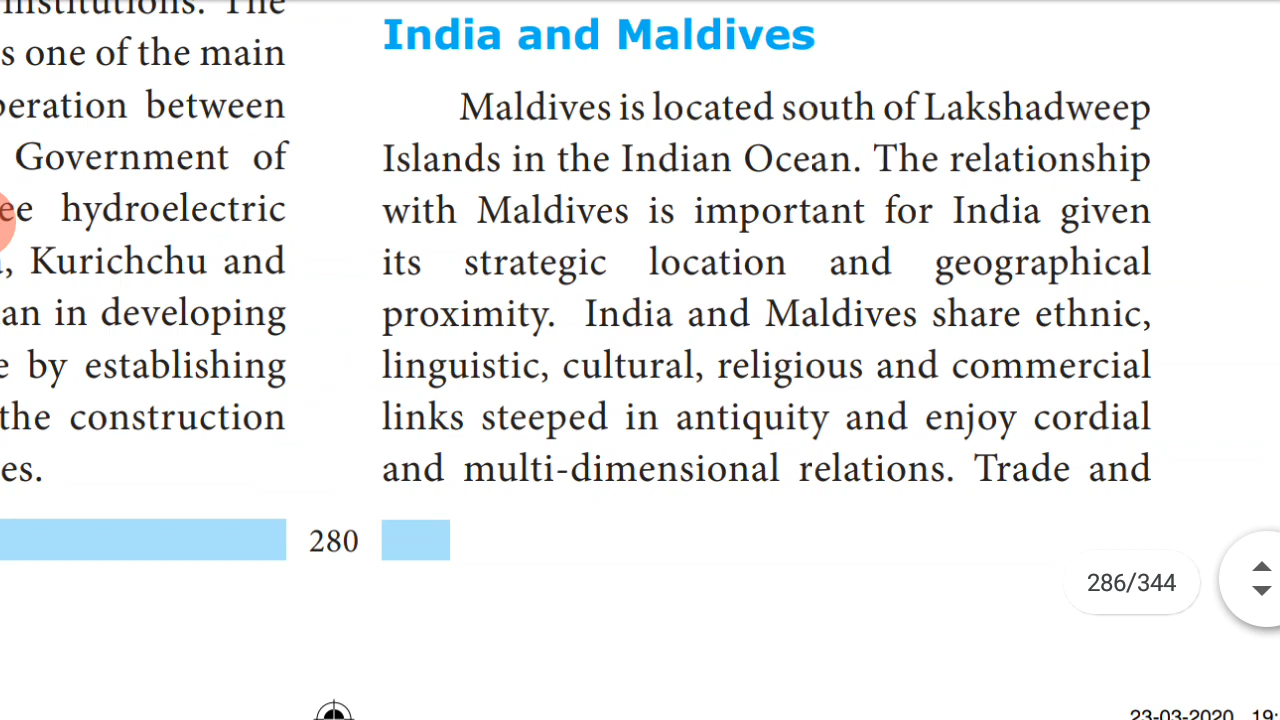 institutions. The
s one of the main
peration between
Government of
ee hydroelectric
, Kurichchu and
an in developing
e by establishing
the construction
es.
India and Maldives
Maldives is located south of Lakshadweep
Islands in the Indian Ocean. The relationship
with Maldives is important for India given
its strategic location and geographical
proximity. India and Maldives share ethnic,
linguistic, cultural, religious and commercial
links steeped in antiquity and enjoy cordial
and multi-dimensional relations. Trade and
280
286/344
23-03-2020 19: